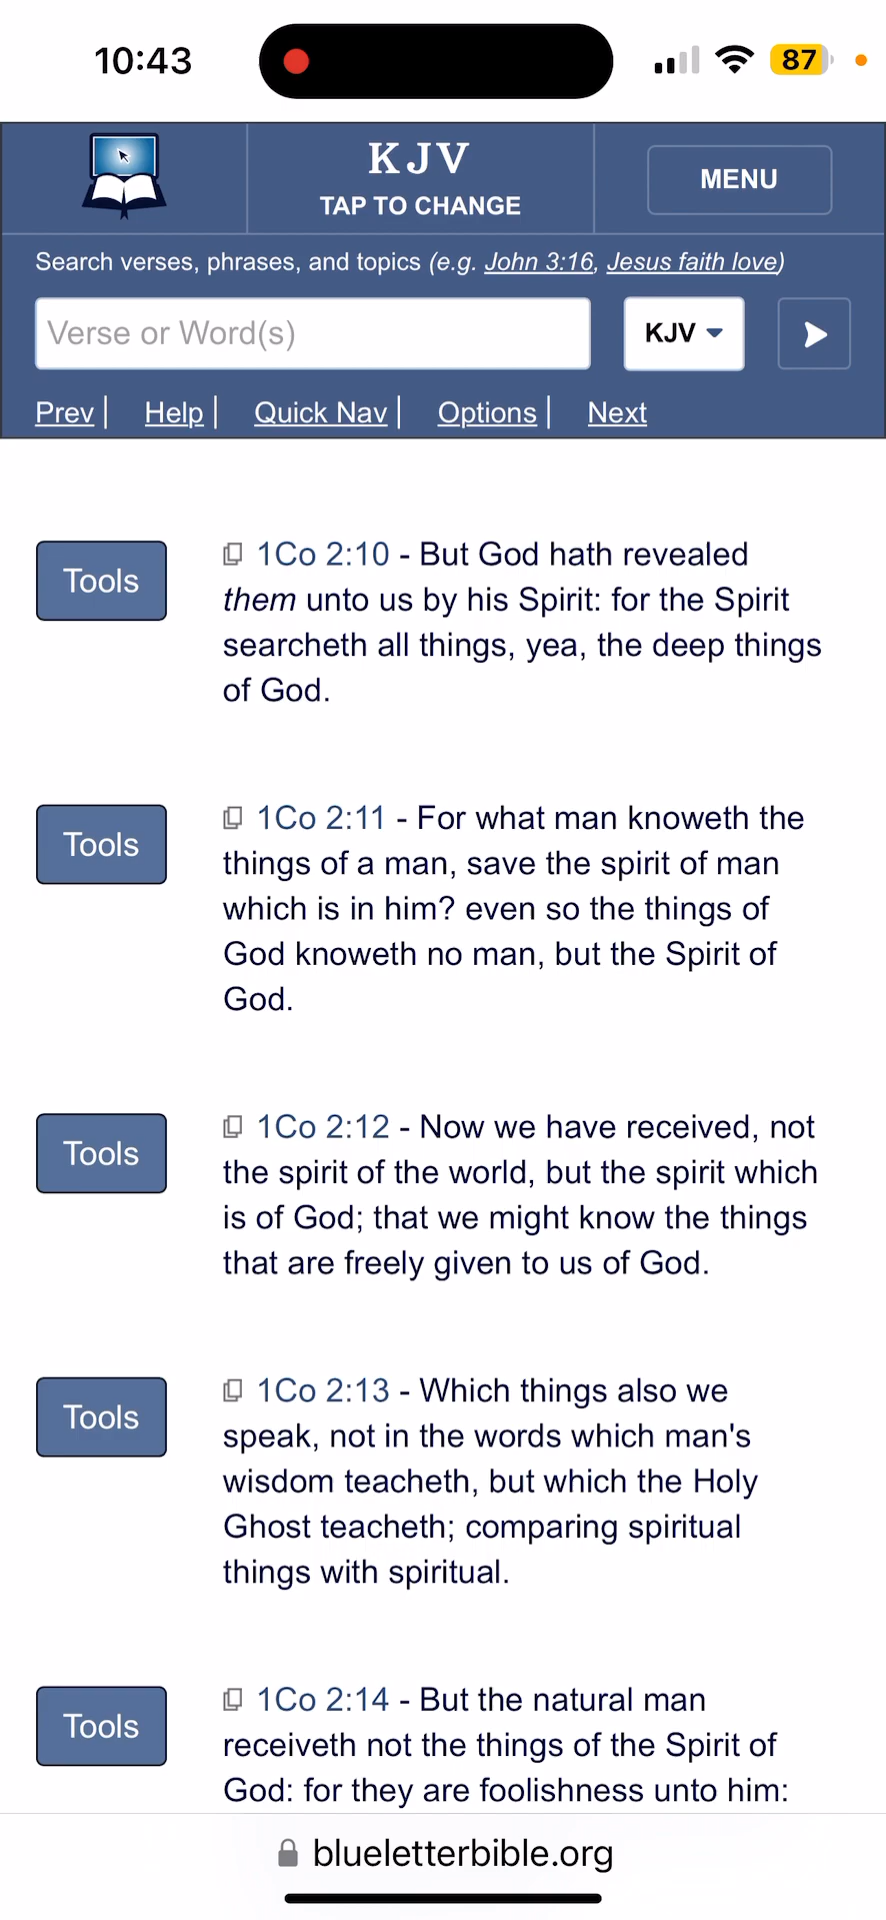 10:43
87
KJV
TAP TO CHANGE
MENU
Search verses, phrases, and topics (e.g. John 3:16, Jesus faith love)
Verse or Word(s)
KJV
Prev | Help | Quick Nav | Options | Next
Tools
1Co 2:10 - But God hath revealed
them unto us by his Spirit: for the Spirit
searcheth all things, yea, the deep things
of God.
Tools
1Co 2:11 - For what man knoweth the
things of a man, save the spirit of man
which is in him? even so the things of
God knoweth no man, but the Spirit of
God.
Tools
1Co 2:12 - Now we have received, not
the spirit of the world, but the spirit which
is of God; that we might know the things
that are freely given to us of God.
Tools
1Co 2:13 - Which things also we
speak, not in the words which man's
wisdom teacheth, but which the Holy
Ghost teacheth; comparing spiritual
things with spiritual.
Tools
1Co 2:14 - But the natural man
receiveth not the things of the Spirit of
God: for they are foolishness unto him:
blueletterbible.org